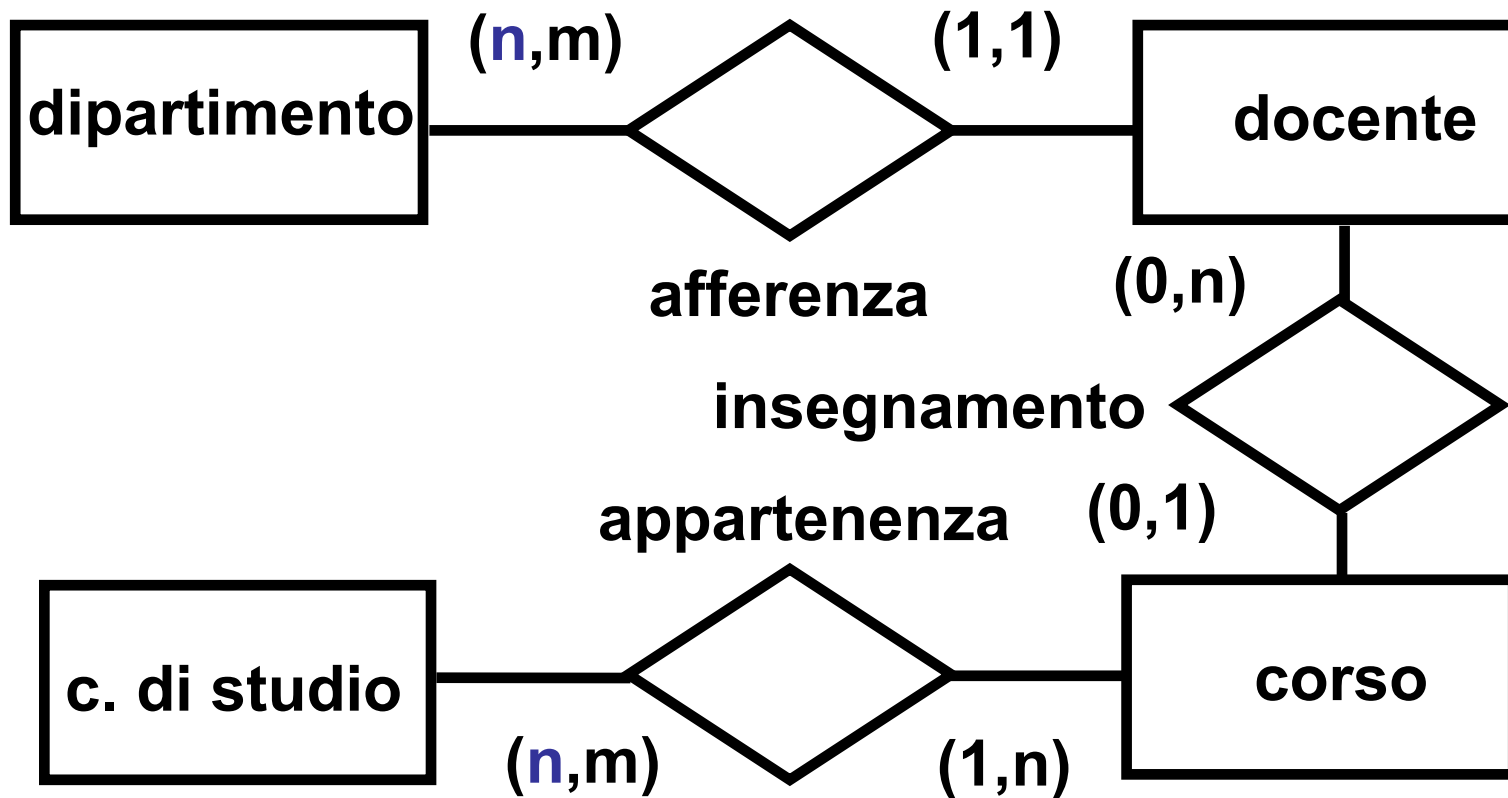 (n,m) (1,1)
dipartimento docente
afferenza (0,n)
insegnamento
appartenenza (0,1)
c. di studio corso
(n,m) (1,n)